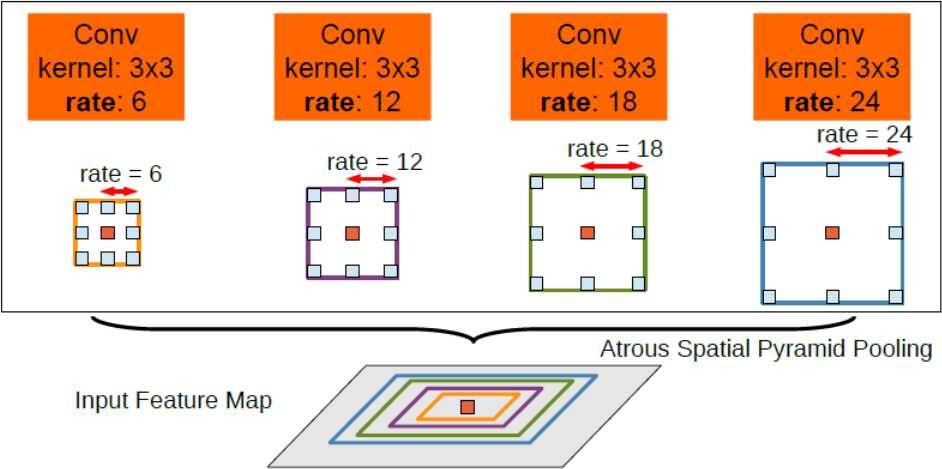 Conv
kernel: 3x3
rate: 6
Conv
kernel: 3x3
rate: 12
Conv
kernel: 3x3
rate: 18
Conv
kernel: 3x3
rate: 24
rate = 6
rate = 12
rate = 18
rate = 24
Atrous Spatial Pyramid Pooling
Input Feature Map